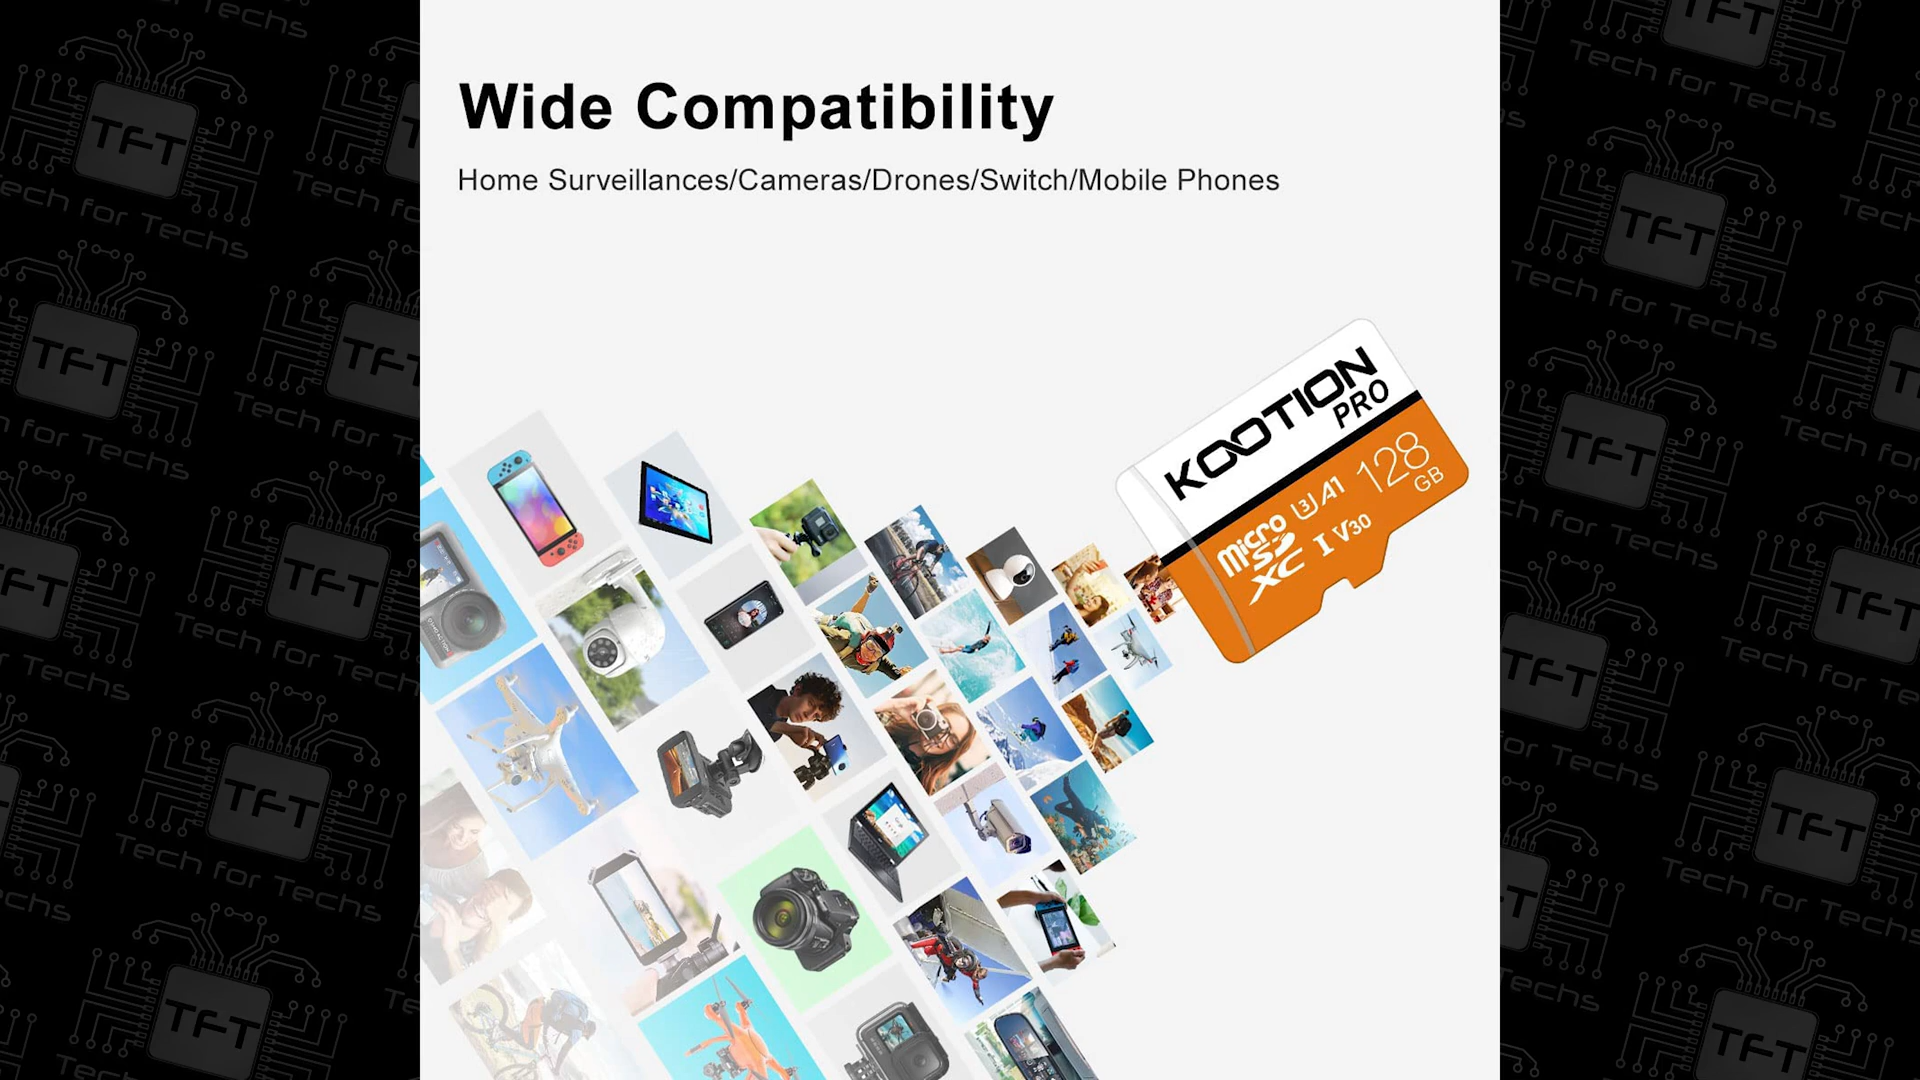 Wide Compatibility
Home Surveillances/Cameras/Drones/Switch/Mobile Phones
KOOTION
PRO
micro
SD
XC
U3 A1
128
GB
I V30
TFT
Tech for Techs